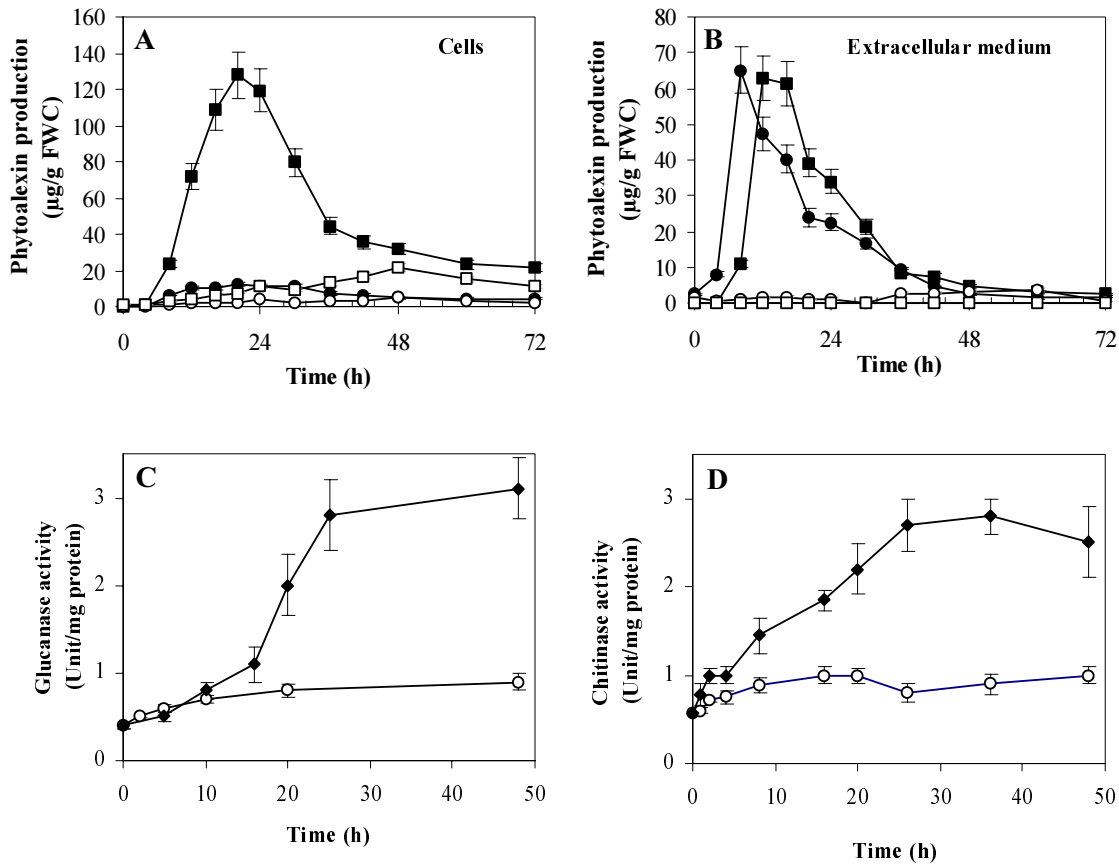 A
Cells
Phytoalexin production
(µg/g FWC)
160
140
120
100
80
60
40
20
0
0 24 48 72
Time (h)
B
Extracellular medium
Phytoalexin production
(µg/g FWC)
80
70
60
50
40
30
20
10
0
0 24 48 72
Time (h)
C
Glucanase activity
(Unit/mg protein)
3
2
1
0
0 10 20 30 40 50
Time (h)
D
Chitinase activity
(Unit/mg protein)
3
2
1
0
0 10 20 30 40 50
Time (h)